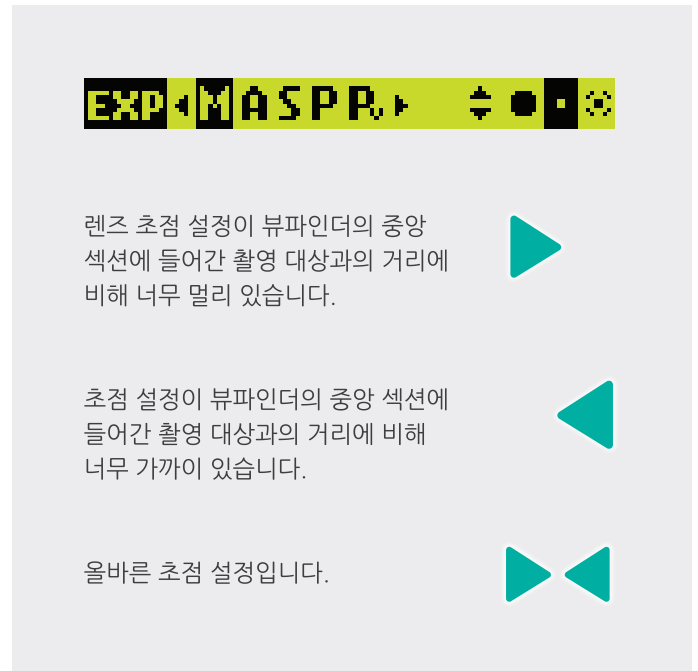 EXP M A S P R
렌즈 초점 설정이 뷰파인더의 중앙
섹션에 들어간 촬영 대상과의 거리에
비해 너무 멀리 있습니다.
초점 설정이 뷰파인더의 중앙 섹션에
들어간 촬영 대상과의 거리에 비해
너무 가까이 있습니다.
올바른 초점 설정입니다.